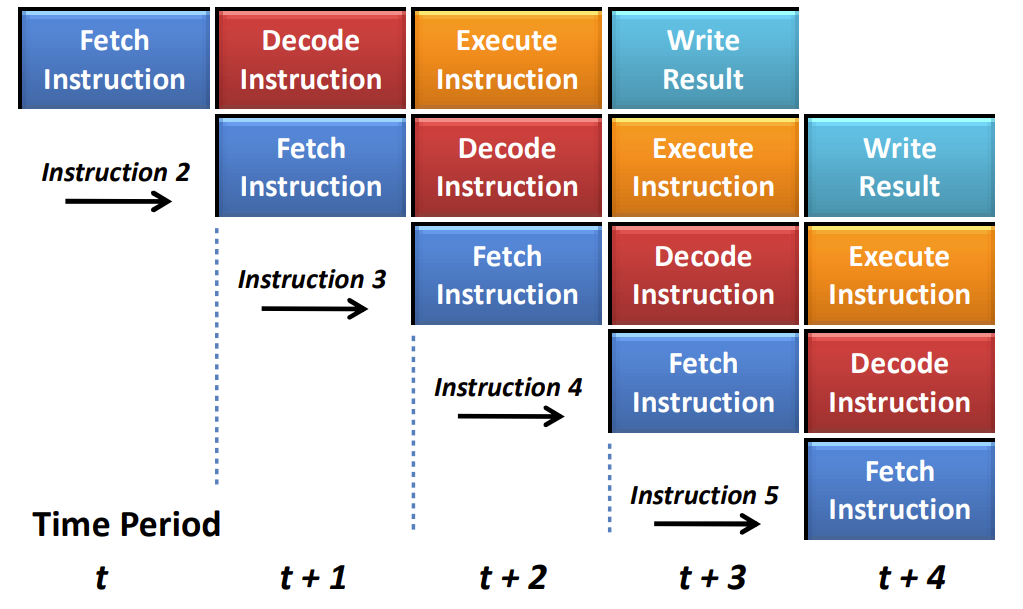 Fetch
Instruction
Decode
Instruction
Execute
Instruction
Write
Result
Instruction 2
Fetch
Instruction
Decode
Instruction
Execute
Instruction
Write
Result
Instruction 3
Fetch
Instruction
Decode
Instruction
Execute
Instruction
Instruction 4
Fetch
Instruction
Decode
Instruction
Instruction 5
Fetch
Instruction
Time Period
t
t + 1
t + 2
t + 3
t + 4